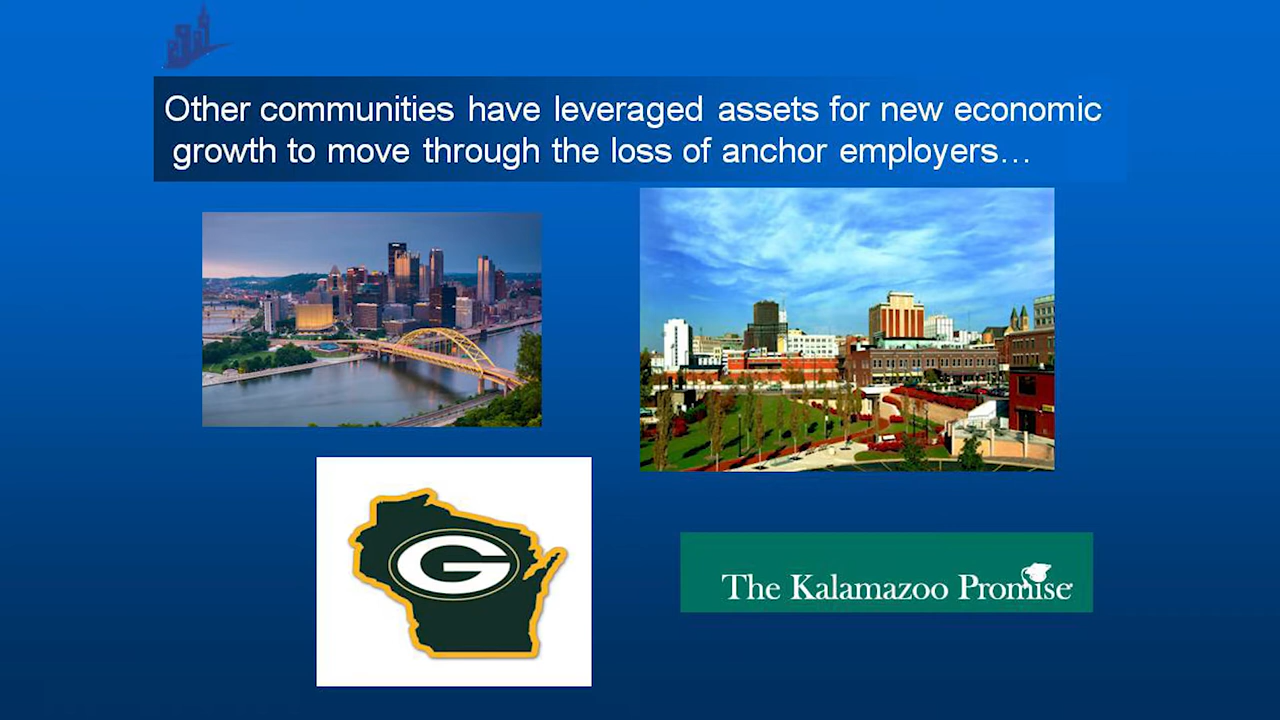 Other communities have leveraged assets for new economic
growth to move through the loss of anchor employers…
G
The Kalamazoo Promise